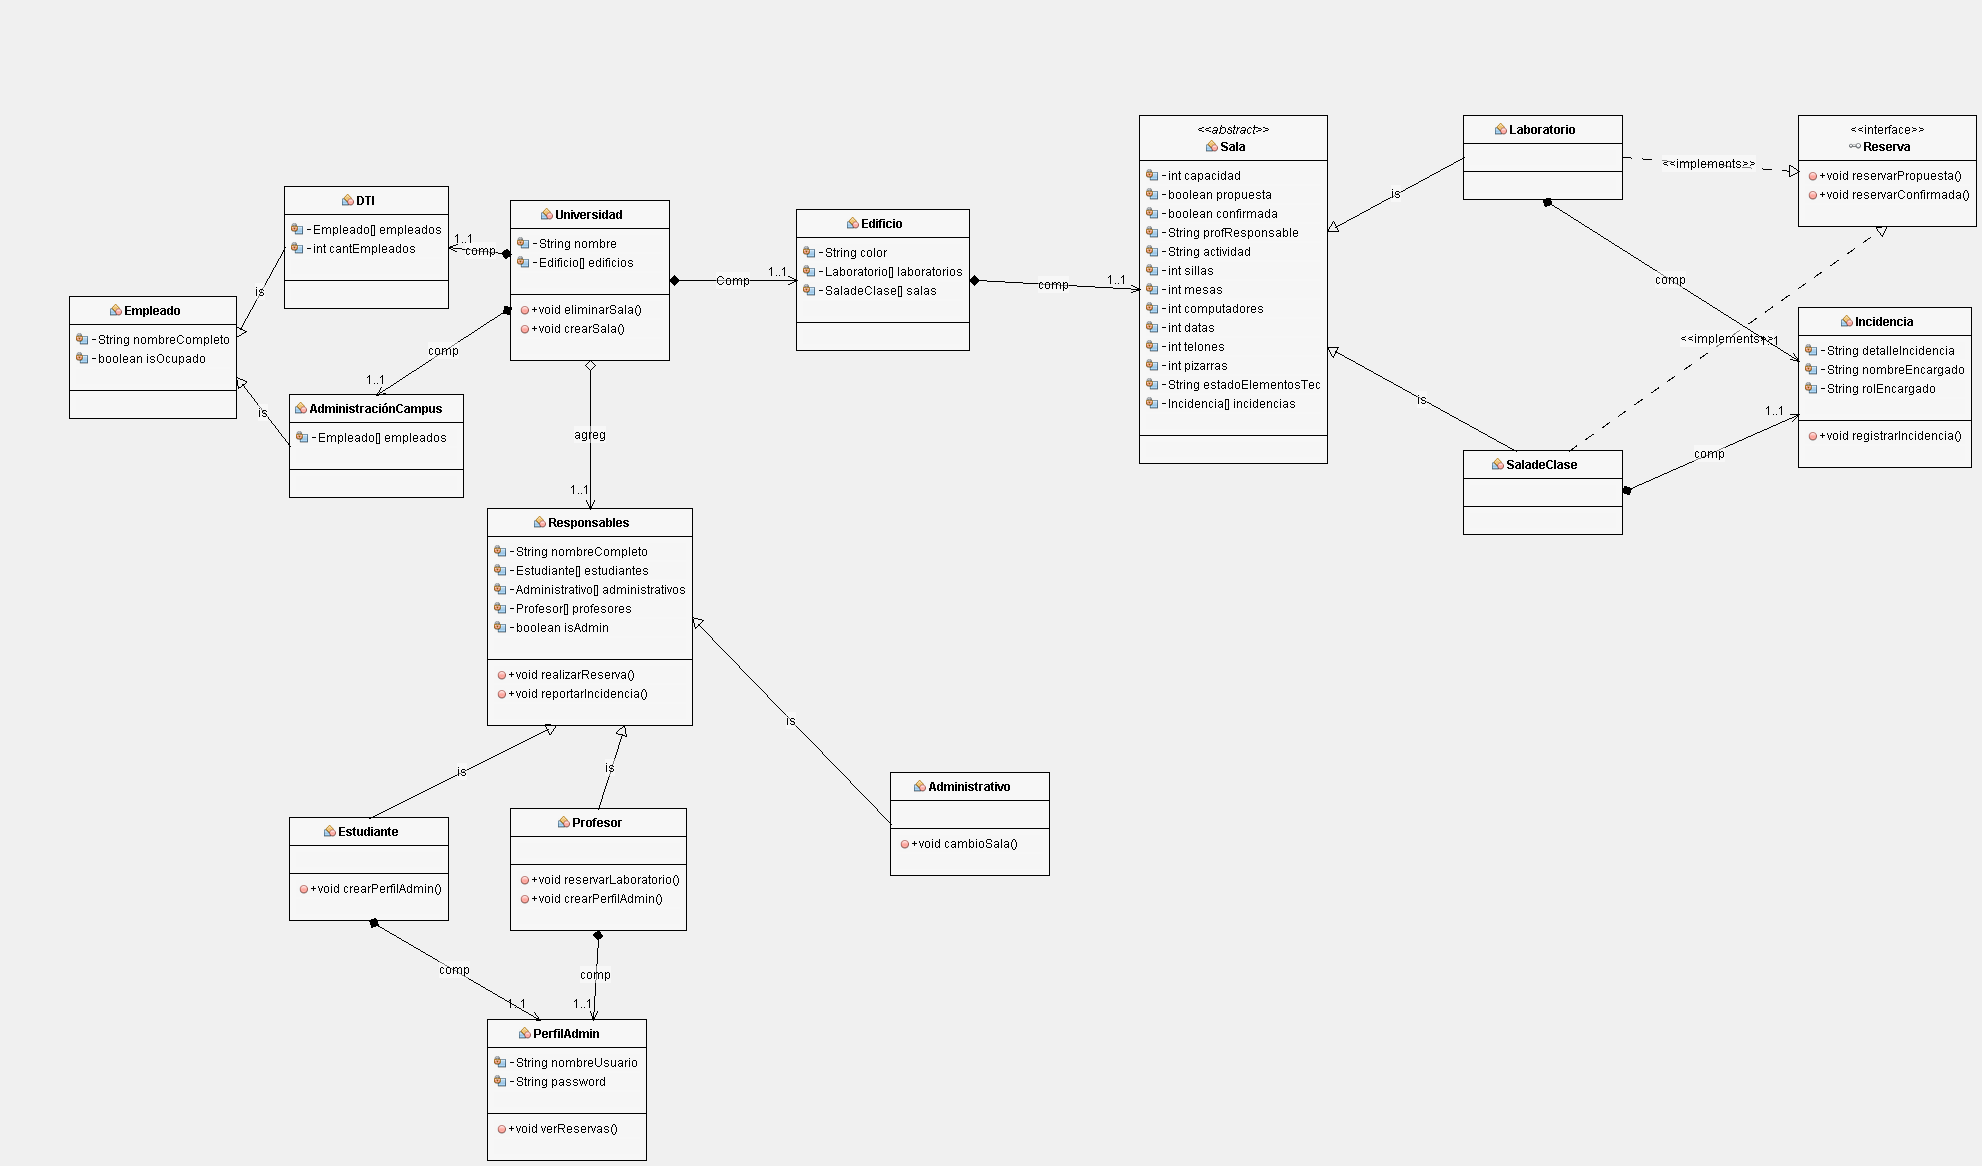 DTI
-Empleado[] empleados
-int cantEmpleados
Universidad
-String nombre
-Edificio[] edificios
+void eliminarSala()
+void crearSala()
1..1
comp
Edificio
-String color
-Laboratorio[] laboratorios
-SaladeClase[] salas
Comp
1..1
<<abstract>>
Sala
-int capacidad
-boolean propuesta
-boolean confirmada
-String profResponsable
-String actividad
-int sillas
-int mesas
-int computadores
-int datas
-int telones
-int pizarras
-String estadoElementosTec
-Incidencia[] incidencias
comp
1..1
Laboratorio
is
<<implements>>
<<interface>>
Reserva
+void reservarPropuesta()
+void reservarConfirmada()
comp
1..1
<<implements>>
Incidencia
-String detalleIncidencia
-String nombreEncargado
-String rolEncargado
+void registrarIncidencia()
is
SaladeClase
comp
1..1
Empleado
-String nombreCompleto
-boolean isOcupado
is
is
comp
1..1
AdministraciónCampus
-Empleado[] empleados
agreg
1..1
Responsables
-String nombreCompleto
-Estudiante[] estudiantes
-Administrativo[] administrativos
-Profesor[] profesores
-boolean isAdmin
+void realizarReserva()
+void reportarIncidencia()
is
is
is
Estudiante
+void crearPerfilAdmin()
Profesor
+void reservarLaboratorio()
+void crearPerfilAdmin()
Administrativo
+void cambioSala()
comp
1..1
comp
1..1
PerfilAdmin
-String nombreUsuario
-String password
+void verReservas()